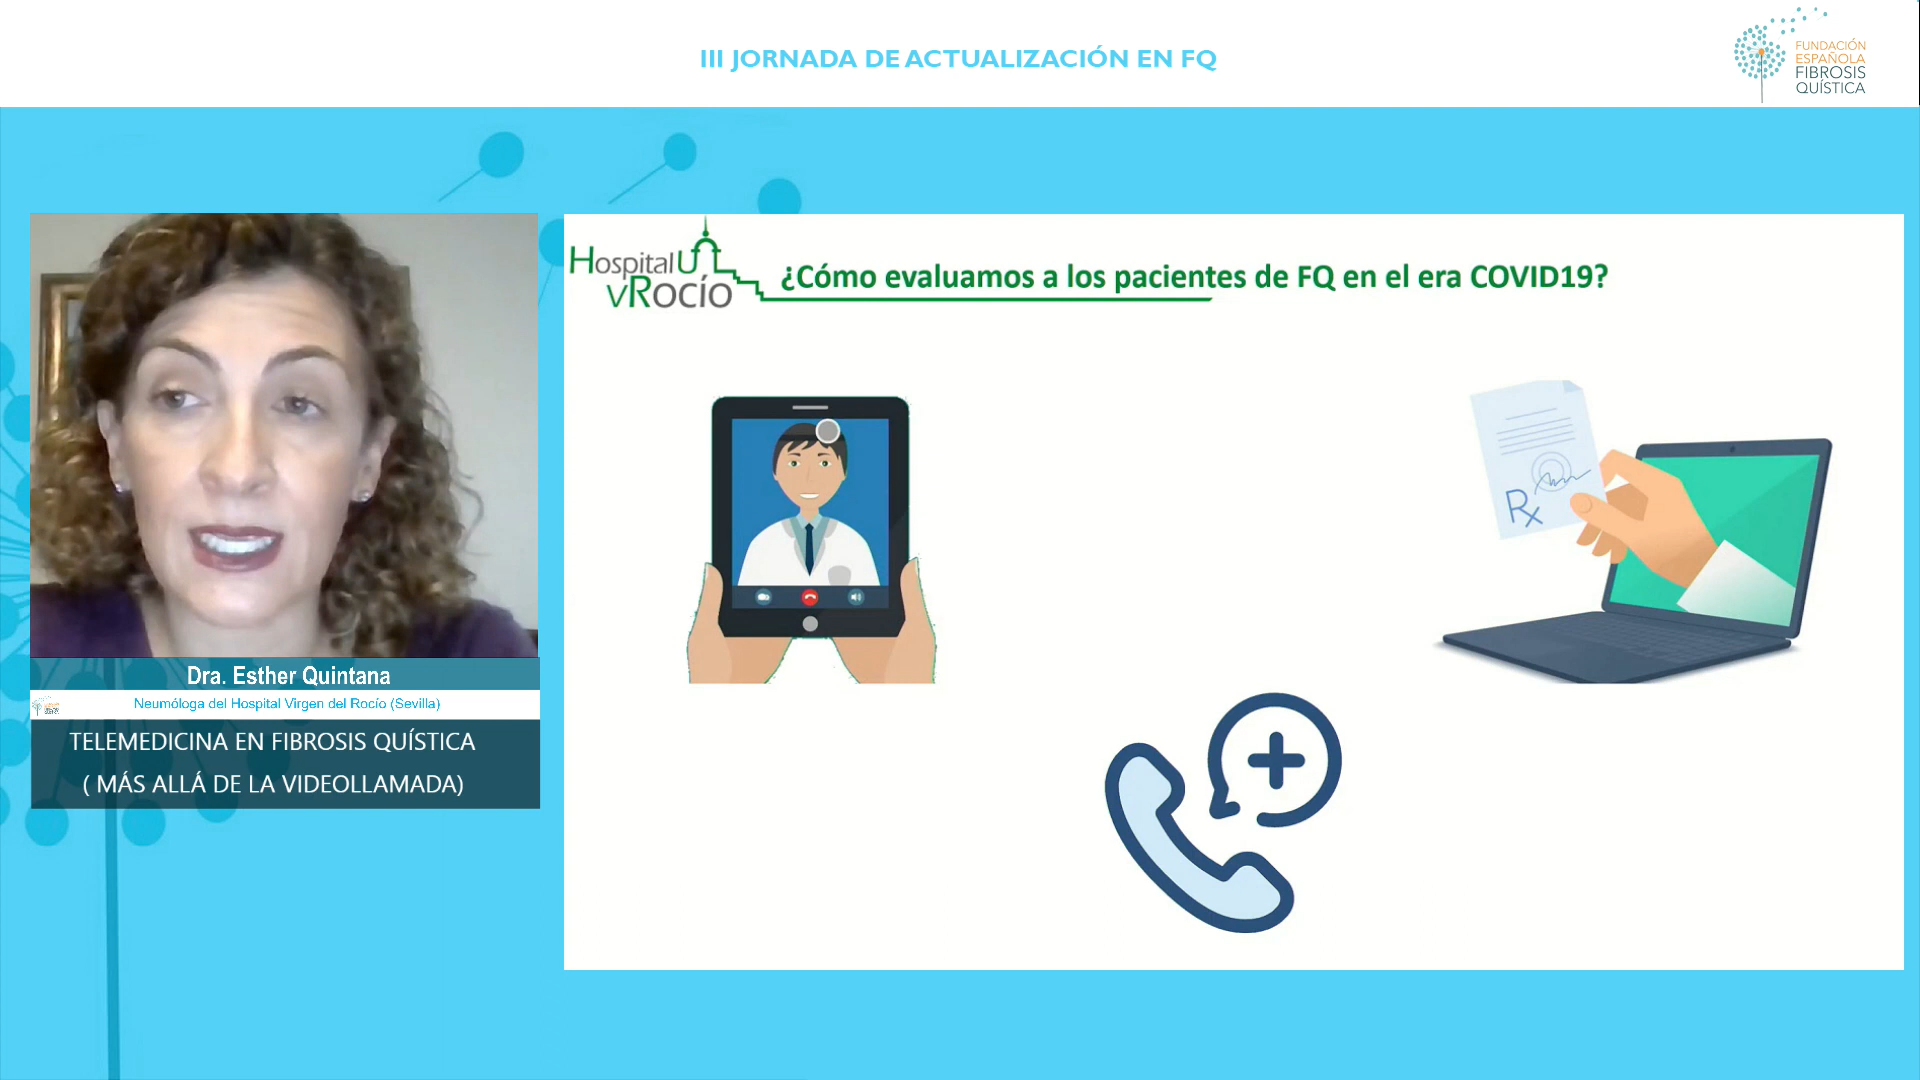 III JORNADA DE ACTUALIZACIÓN EN FQ
FUNDACIÓN
ESPAÑOLA
FIBROSIS
QUÍSTICA
Hospital U
vRocío
¿Cómo evaluamos a los pacientes de FQ en el era COVID19?
Rx
Dra. Esther Quintana
Neumóloga del Hospital Virgen del Rocío (Sevilla)
TELEMEDICINA EN FIBROSIS QUÍSTICA
( MÁS ALLÁ DE LA VIDEOLLAMADA)